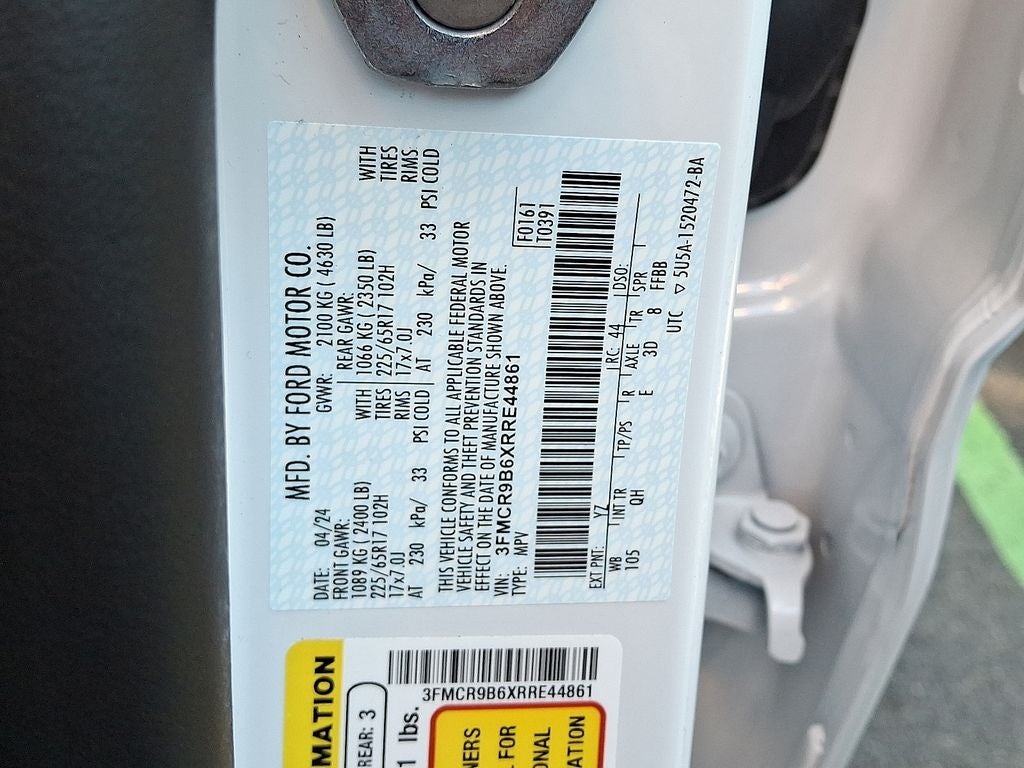 MFD. BY FORD MOTOR CO.
DATE: 04/24 GVWR: 2100 KG ( 4630 LB)
FRONT GAWR: REAR GAWR:
1089 KG ( 2400 LB) WITH 1066 KG ( 2350 LB) WITH
225/65R17 102H TIRES 225/65R17 102H TIRES
17x7.0J RIMS 17x7.0J RIMS
AT 230 kPa/ 33 PSI COLD AT 230 kPa/ 33 PSI COLD
THIS VEHICLE CONFORMS TO ALL APPLICABLE FEDERAL MOTOR
VEHICLE SAFETY AND THEFT PREVENTION STANDARDS IN
EFFECT ON THE DATE OF MANUFACTURE SHOWN ABOVE.
VIN: 3FMCR9B6XRRE44861
TYPE: MPV
F0161
T0391
EXT PNT: YZ RC: 44 DSO:
WB INT TR TP/PS R AXLE TR SPR
105 QH E 3D 8 FFBB
UTC ▽ 5U5A-1520472-BA
MATION
REAR: 3
1 lbs.
3FMCR9B6XRRE44861
NERS
FOR
ONAL
ATION